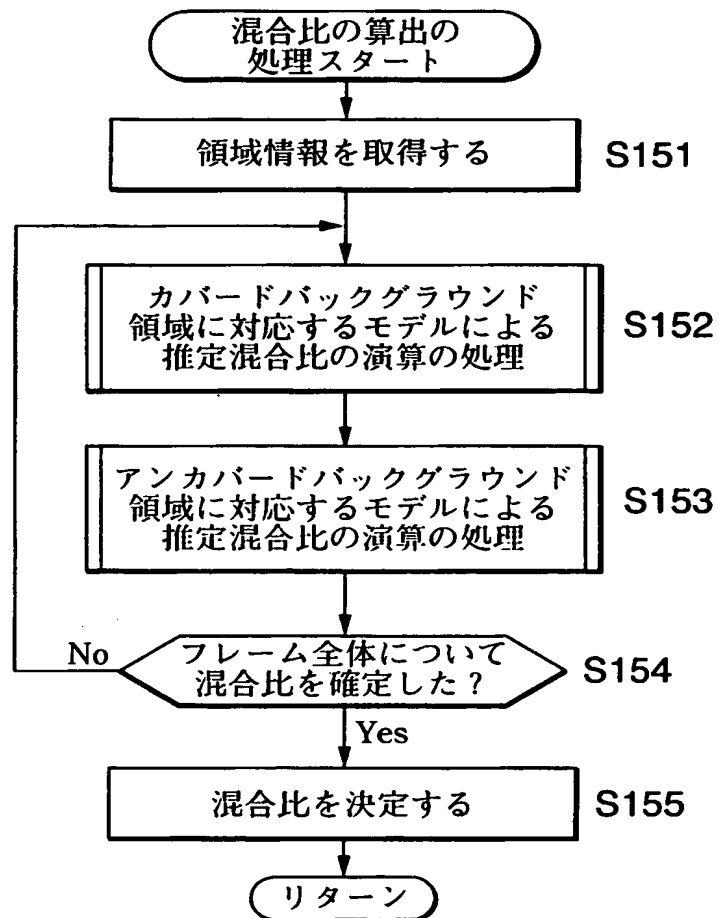 混合比の算出の
処理スタート
領域情報を取得する
S151
カバードバックグラウンド
領域に対応するモデルによる
推定混合比の演算の処理
S152
アンカバードバックグラウンド
領域に対応するモデルによる
推定混合比の演算の処理
S153
No
フレーム全体について
混合比を確定した？
S154
Yes
混合比を決定する
S155
リターン